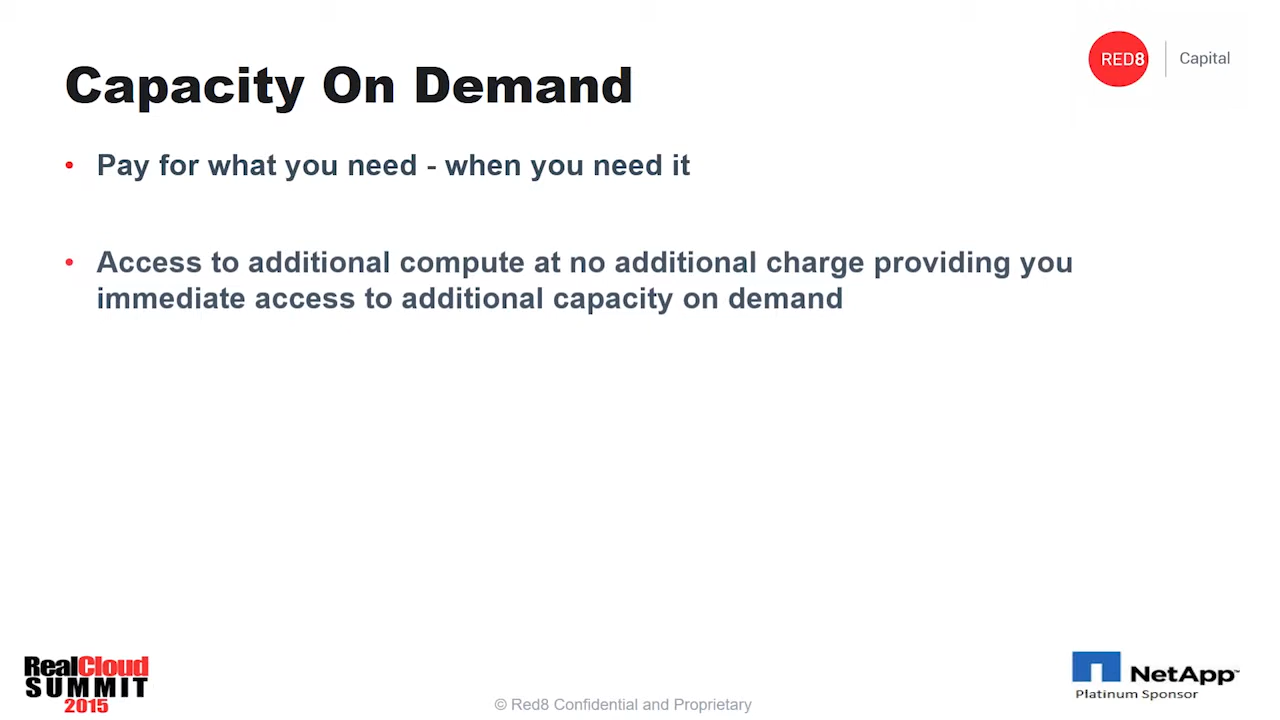 RED8 Capital
Capacity On Demand
• Pay for what you need - when you need it
• Access to additional compute at no additional charge providing you
immediate access to additional capacity on demand
RealCloud
SUMMIT
2015
© Red8 Confidential and Proprietary
NetApp™
Platinum Sponsor